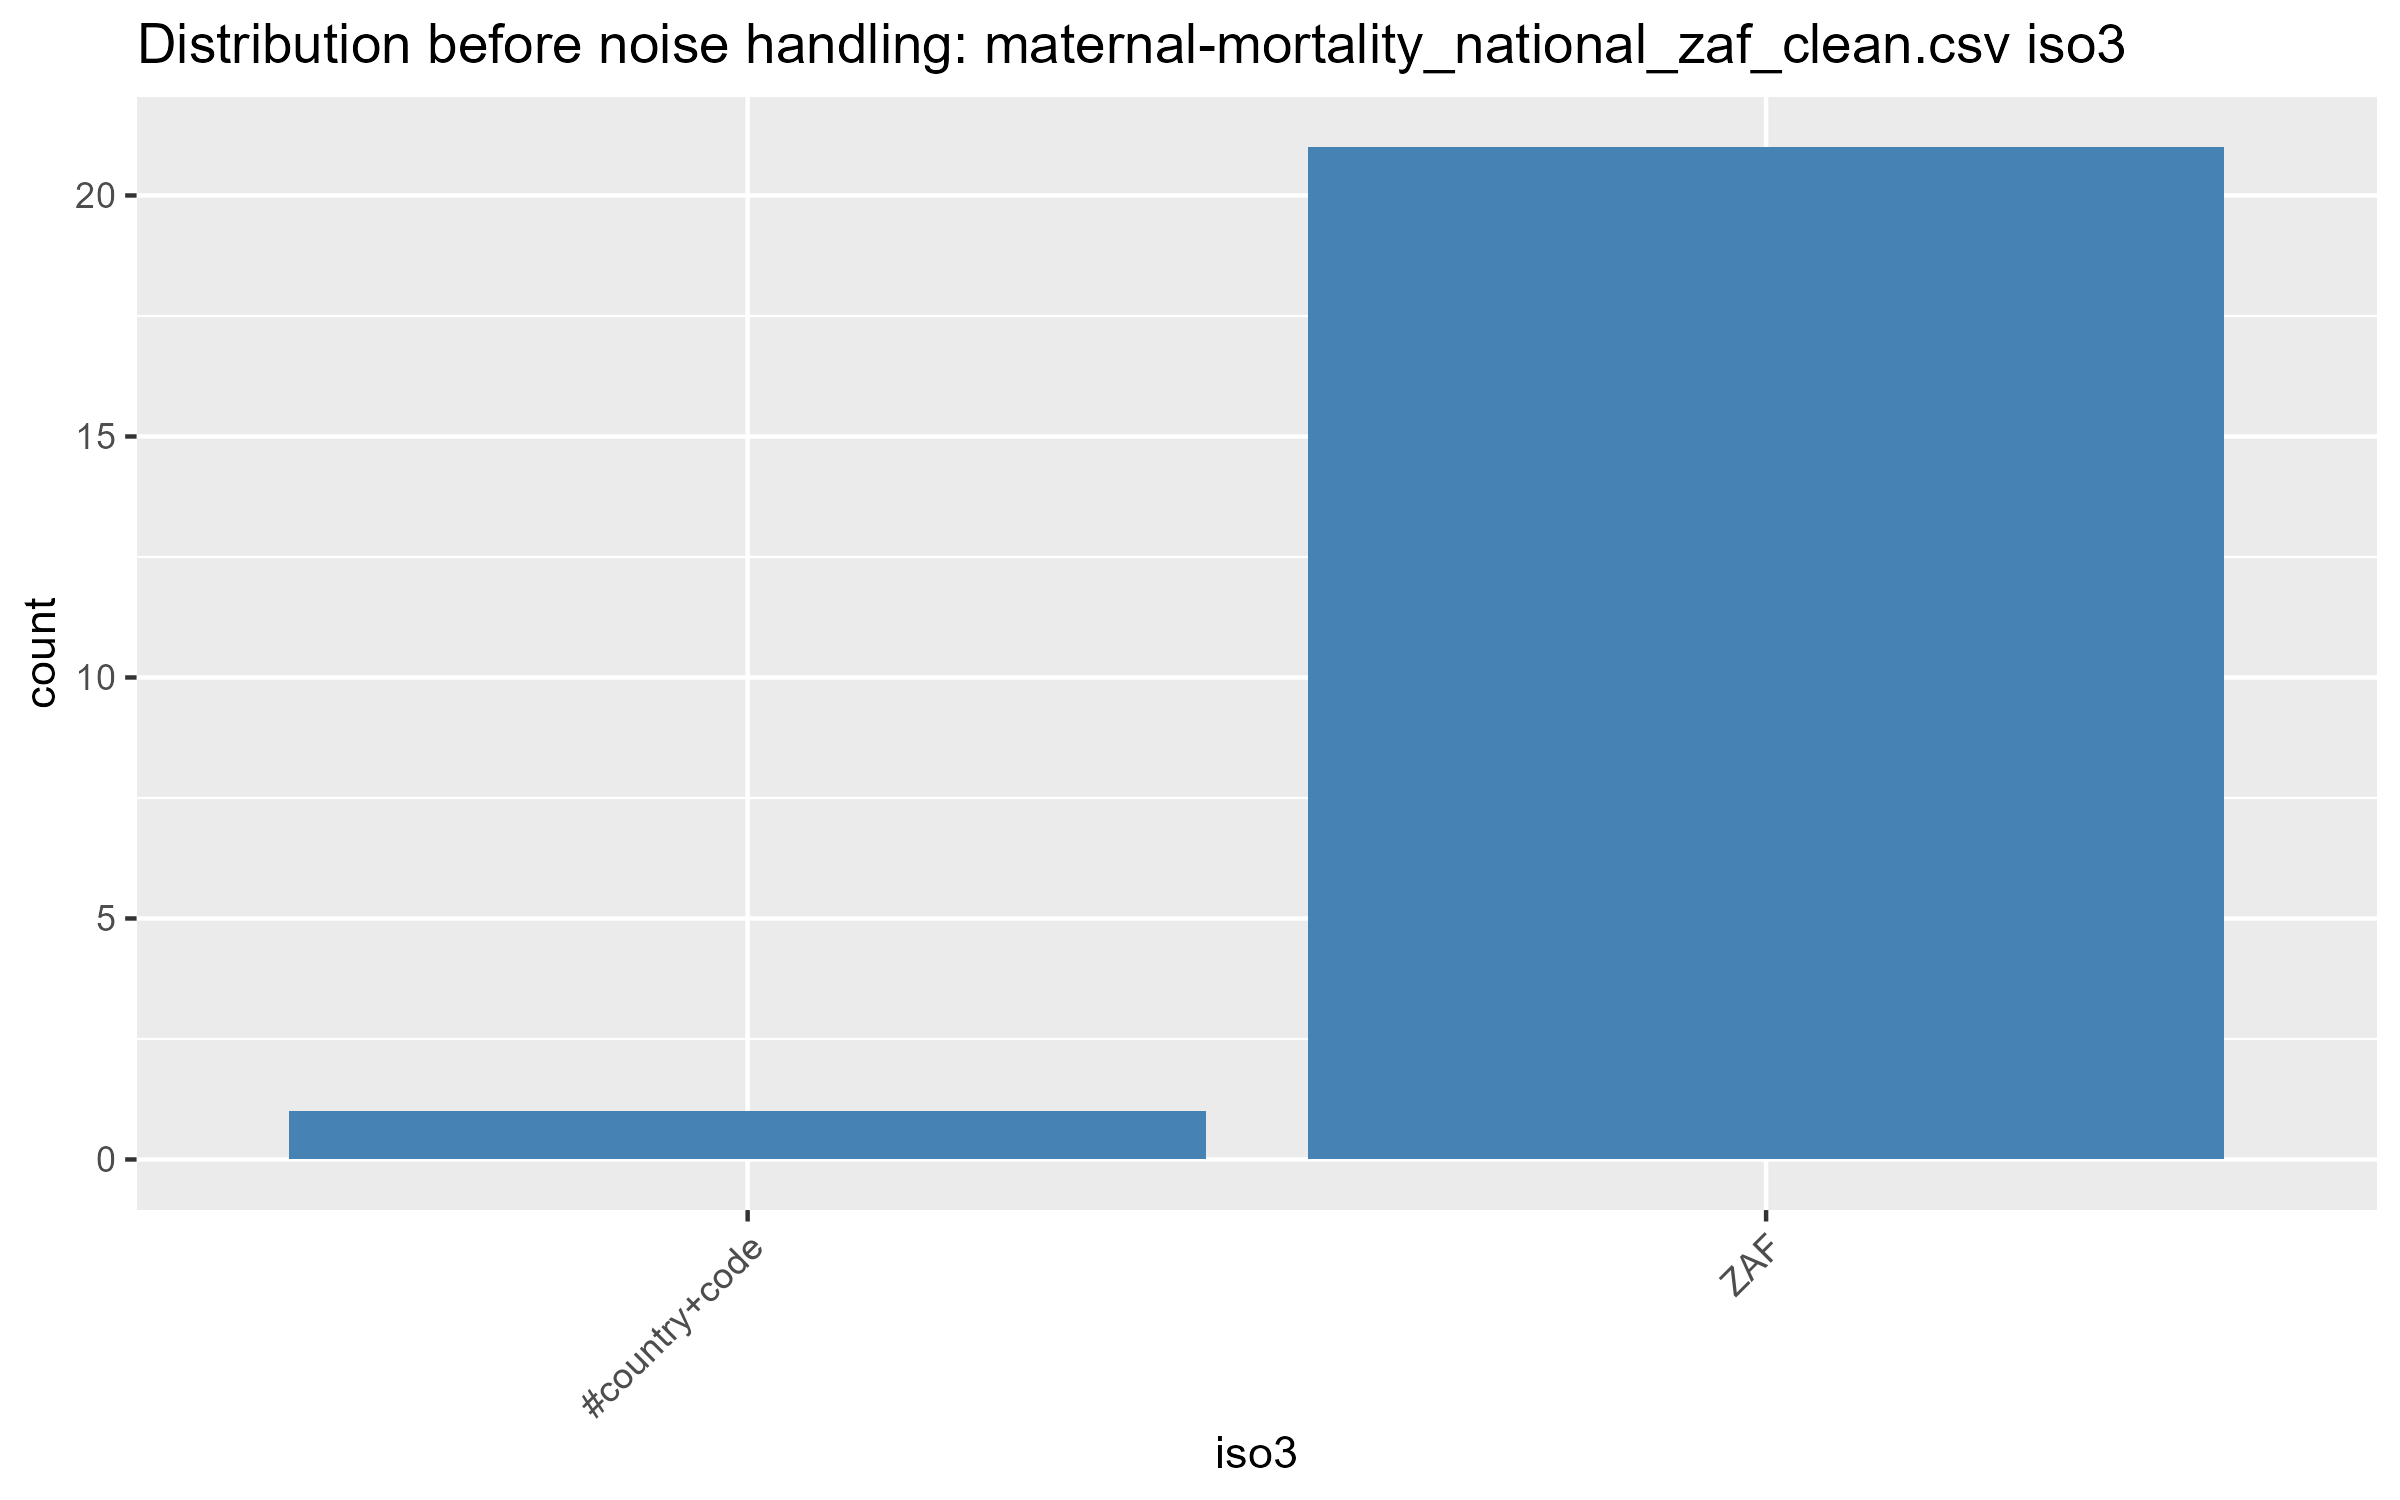 Distribution before noise handling: maternal-mortality_national_zaf_clean.csv iso3
count
20
15
10
5
0
#country+code
ZAF
iso3